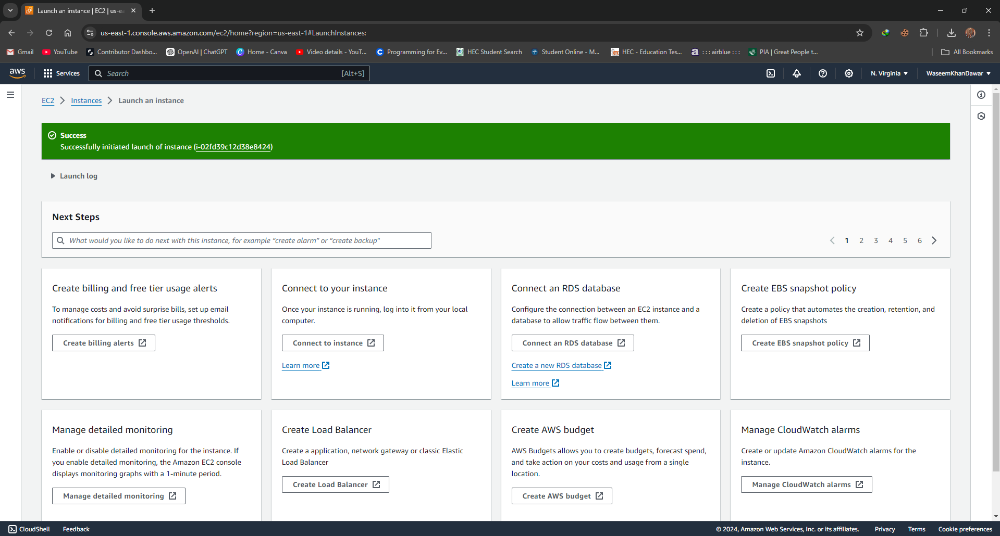 Launch an instance | EC2 | us-ea
us-east-1.console.aws.amazon.com/ec2/home?region=us-east-1#LaunchInstances:
Gmail
YouTube
Contributor Dashbo...
OpenAI | ChatGPT
Home - Canva
Video details - YouT...
Programming for Ev...
HEC Student Search
Student Online - M...
HEC - Education Tes...
: : : airblue : : :
PIA | Great People t...
All Bookmarks
aws
Services
Search
[Alt+S]
N. Virginia
WaseemKhanDawar
EC2
Instances
Launch an instance
Success
Successfully initiated launch of instance (i-02fd39c12d38e8424)
Launch log
Next Steps
What would you like to do next with this instance, for example “create alarm” or “create backup”
1 2 3 4 5 6
Create billing and free tier usage alerts
To manage costs and avoid surprise bills, set up email
notifications for billing and free tier usage thresholds.
Create billing alerts
Connect to your instance
Once your instance is running, log into it from your local
computer.
Connect to instance
Learn more
Connect an RDS database
Configure the connection between an EC2 instance and a
database to allow traffic flow between them.
Connect an RDS database
Create a new RDS database
Learn more
Create EBS snapshot policy
Create a policy that automates the creation, retention, and
deletion of EBS snapshots
Create EBS snapshot policy
Manage detailed monitoring
Enable or disable detailed monitoring for the instance. If
you enable detailed monitoring, the Amazon EC2 console
displays monitoring graphs with a 1-minute period.
Manage detailed monitoring
Create Load Balancer
Create a application, network gateway or classic Elastic
Load Balancer
Create Load Balancer
Create AWS budget
AWS Budgets allows you to create budgets, forecast spend,
and take action on your costs and usage from a single
location.
Create AWS budget
Manage CloudWatch alarms
Create or update Amazon CloudWatch alarms for the
instance.
Manage CloudWatch alarms
CloudShell
Feedback
© 2024, Amazon Web Services, Inc. or its affiliates.
Privacy
Terms
Cookie preferences